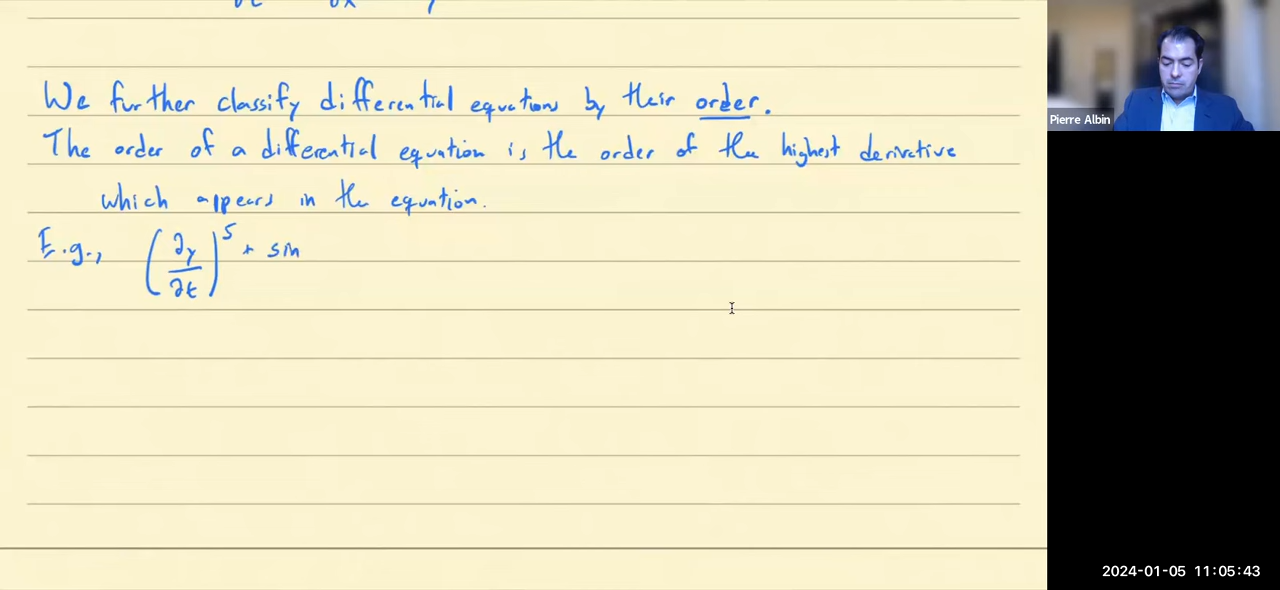 We further classify differential equations by their order.
The order of a differential equation is the order of the highest derivative
which appears in the equation.
E.g., (∂y/∂t)^5 + sin
Pierre Albin
2024-01-05 11:05:43